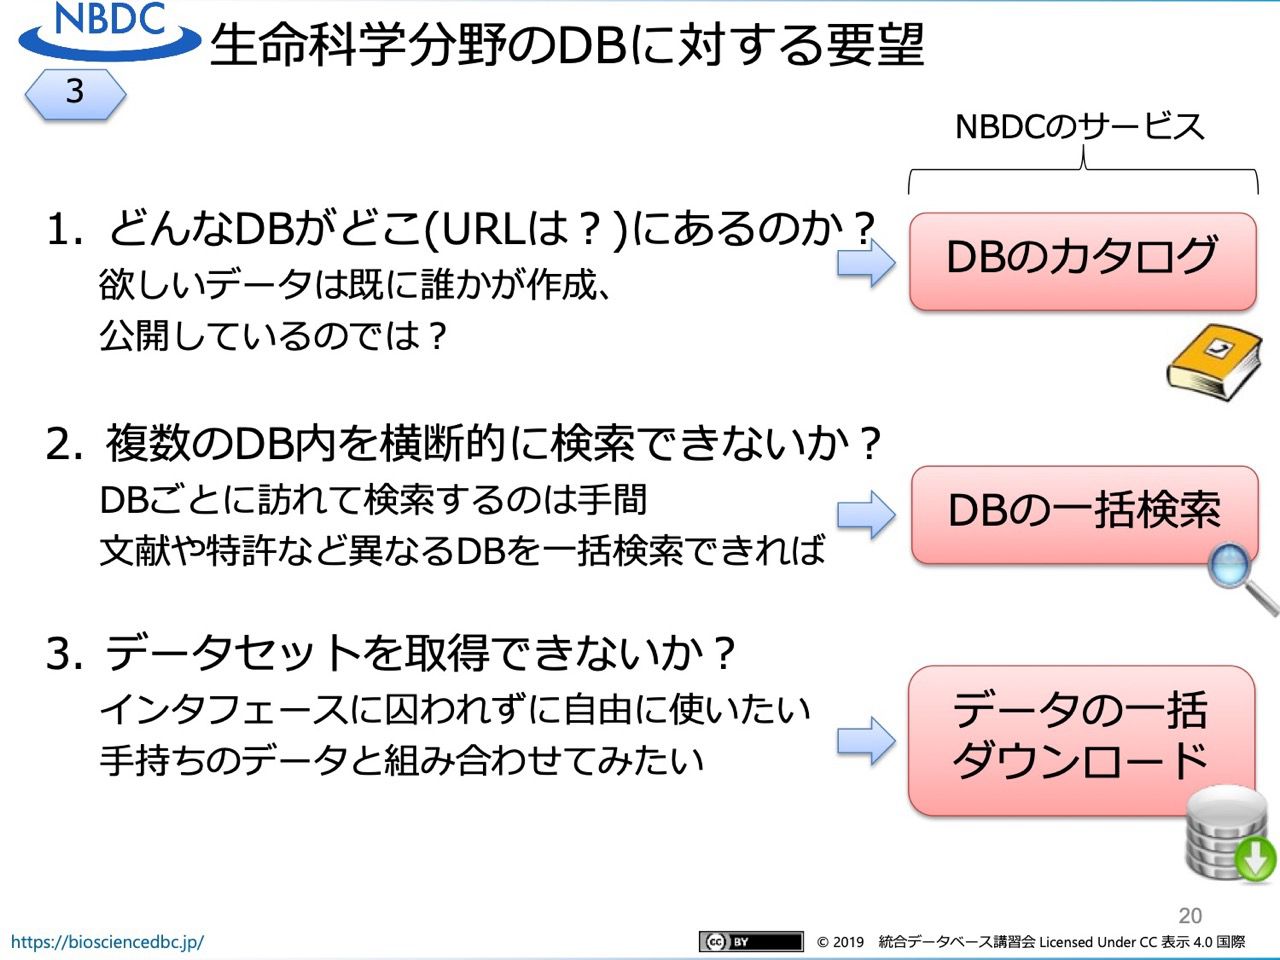 NBDC
生命科学分野のDBに対する要望
3
NBDCのサービス
1. どんなDBがどこ(URLは？)にあるのか？
欲しいデータは既に誰かが作成、
公開しているのでは？
DBのカタログ
2. 複数のDB内を横断的に検索できないか？
DBごとに訪れて検索するのは手間
文献や特許など異なるDBを一括検索できれば
DBの一括検索
3. データセットを取得できないか？
インタフェースに囚われずに自由に使いたい
手持ちのデータと組み合わせてみたい
データの一括
ダウンロード
20
https://biosciencedbc.jp/
cc BY
© 2019 統合データベース講習会 Licensed Under CC 表示 4.0 国際